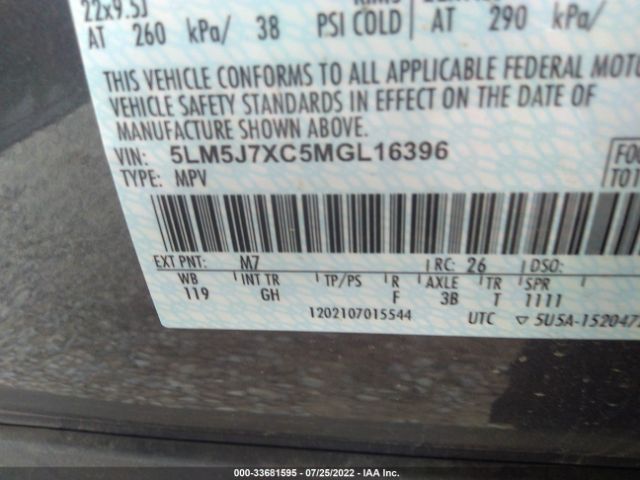 22x9.5J
AT 260 kPa/ 38 PSI COLD AT 290 kPa/
THIS VEHICLE CONFORMS TO ALL APPLICABLE FEDERAL MOTO
VEHICLE SAFETY STANDARDS IN EFFECT ON THE DATE OF
MANUFACTURE SHOWN ABOVE.
VIN: 5LM5J7XC5MGL16396
TYPE: MPV
FOG
TOT
EXT PNT: M7 RC: 26 DSO:
WB INT TR TP/PS R AXLE TR SPR
119 GH F 3B T 1111
1202107015544 UTC ▽ 5U5A-152047
000-33681595 - 07/25/2022 - IAA Inc.